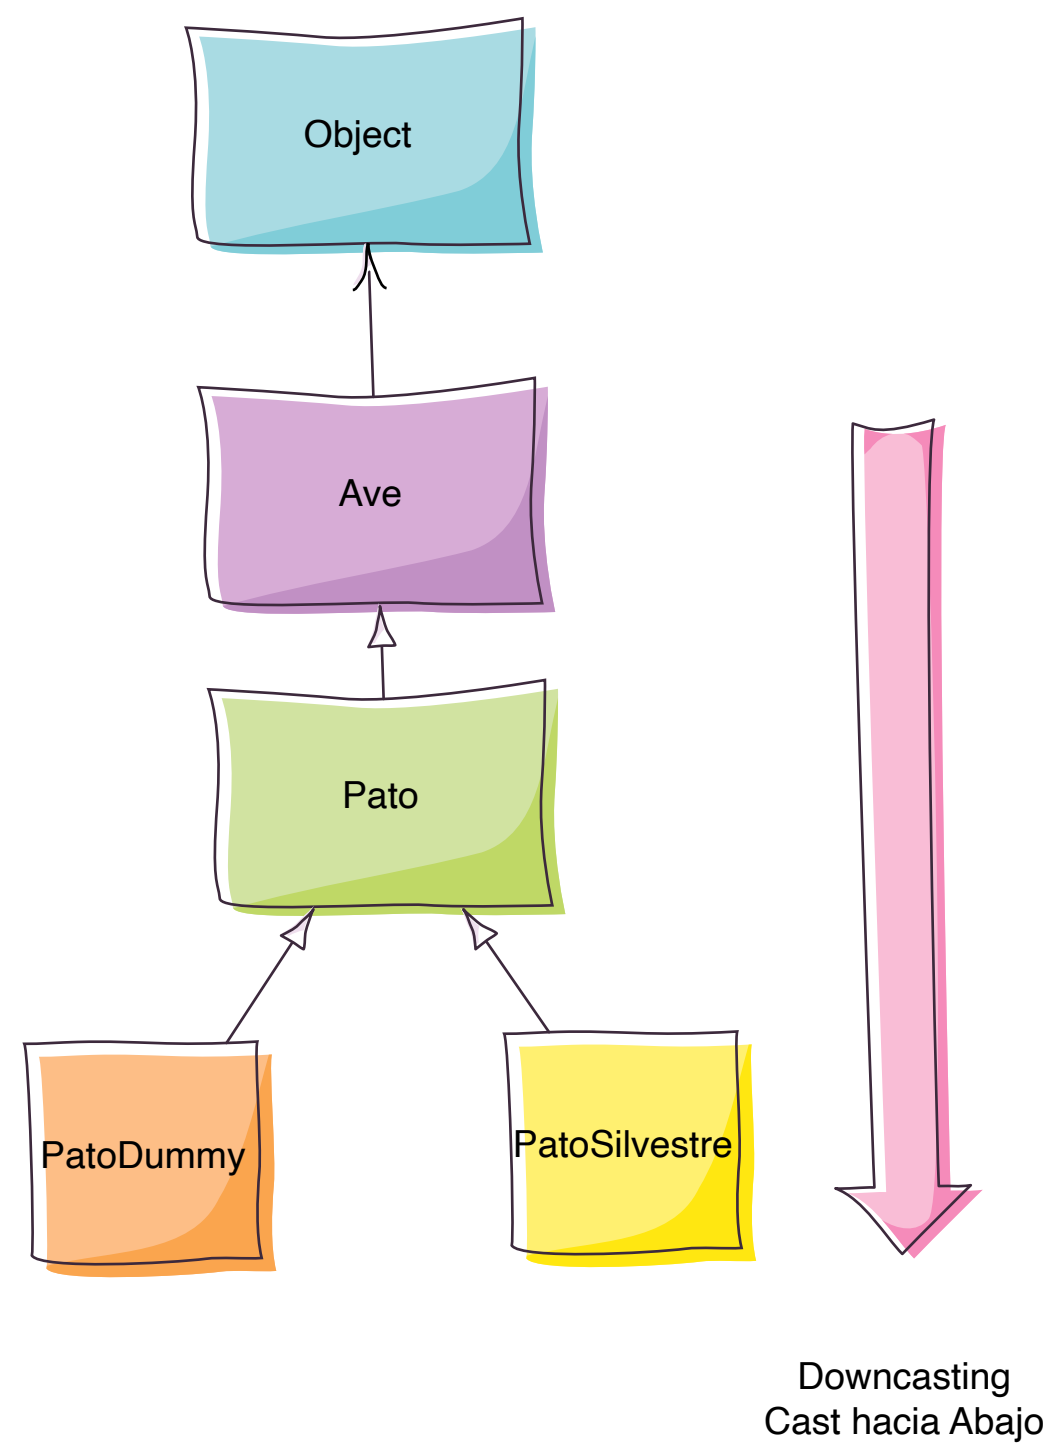 Object
Ave
Pato
PatoDummy
PatoSilvestre
Downcasting
Cast hacia Abajo